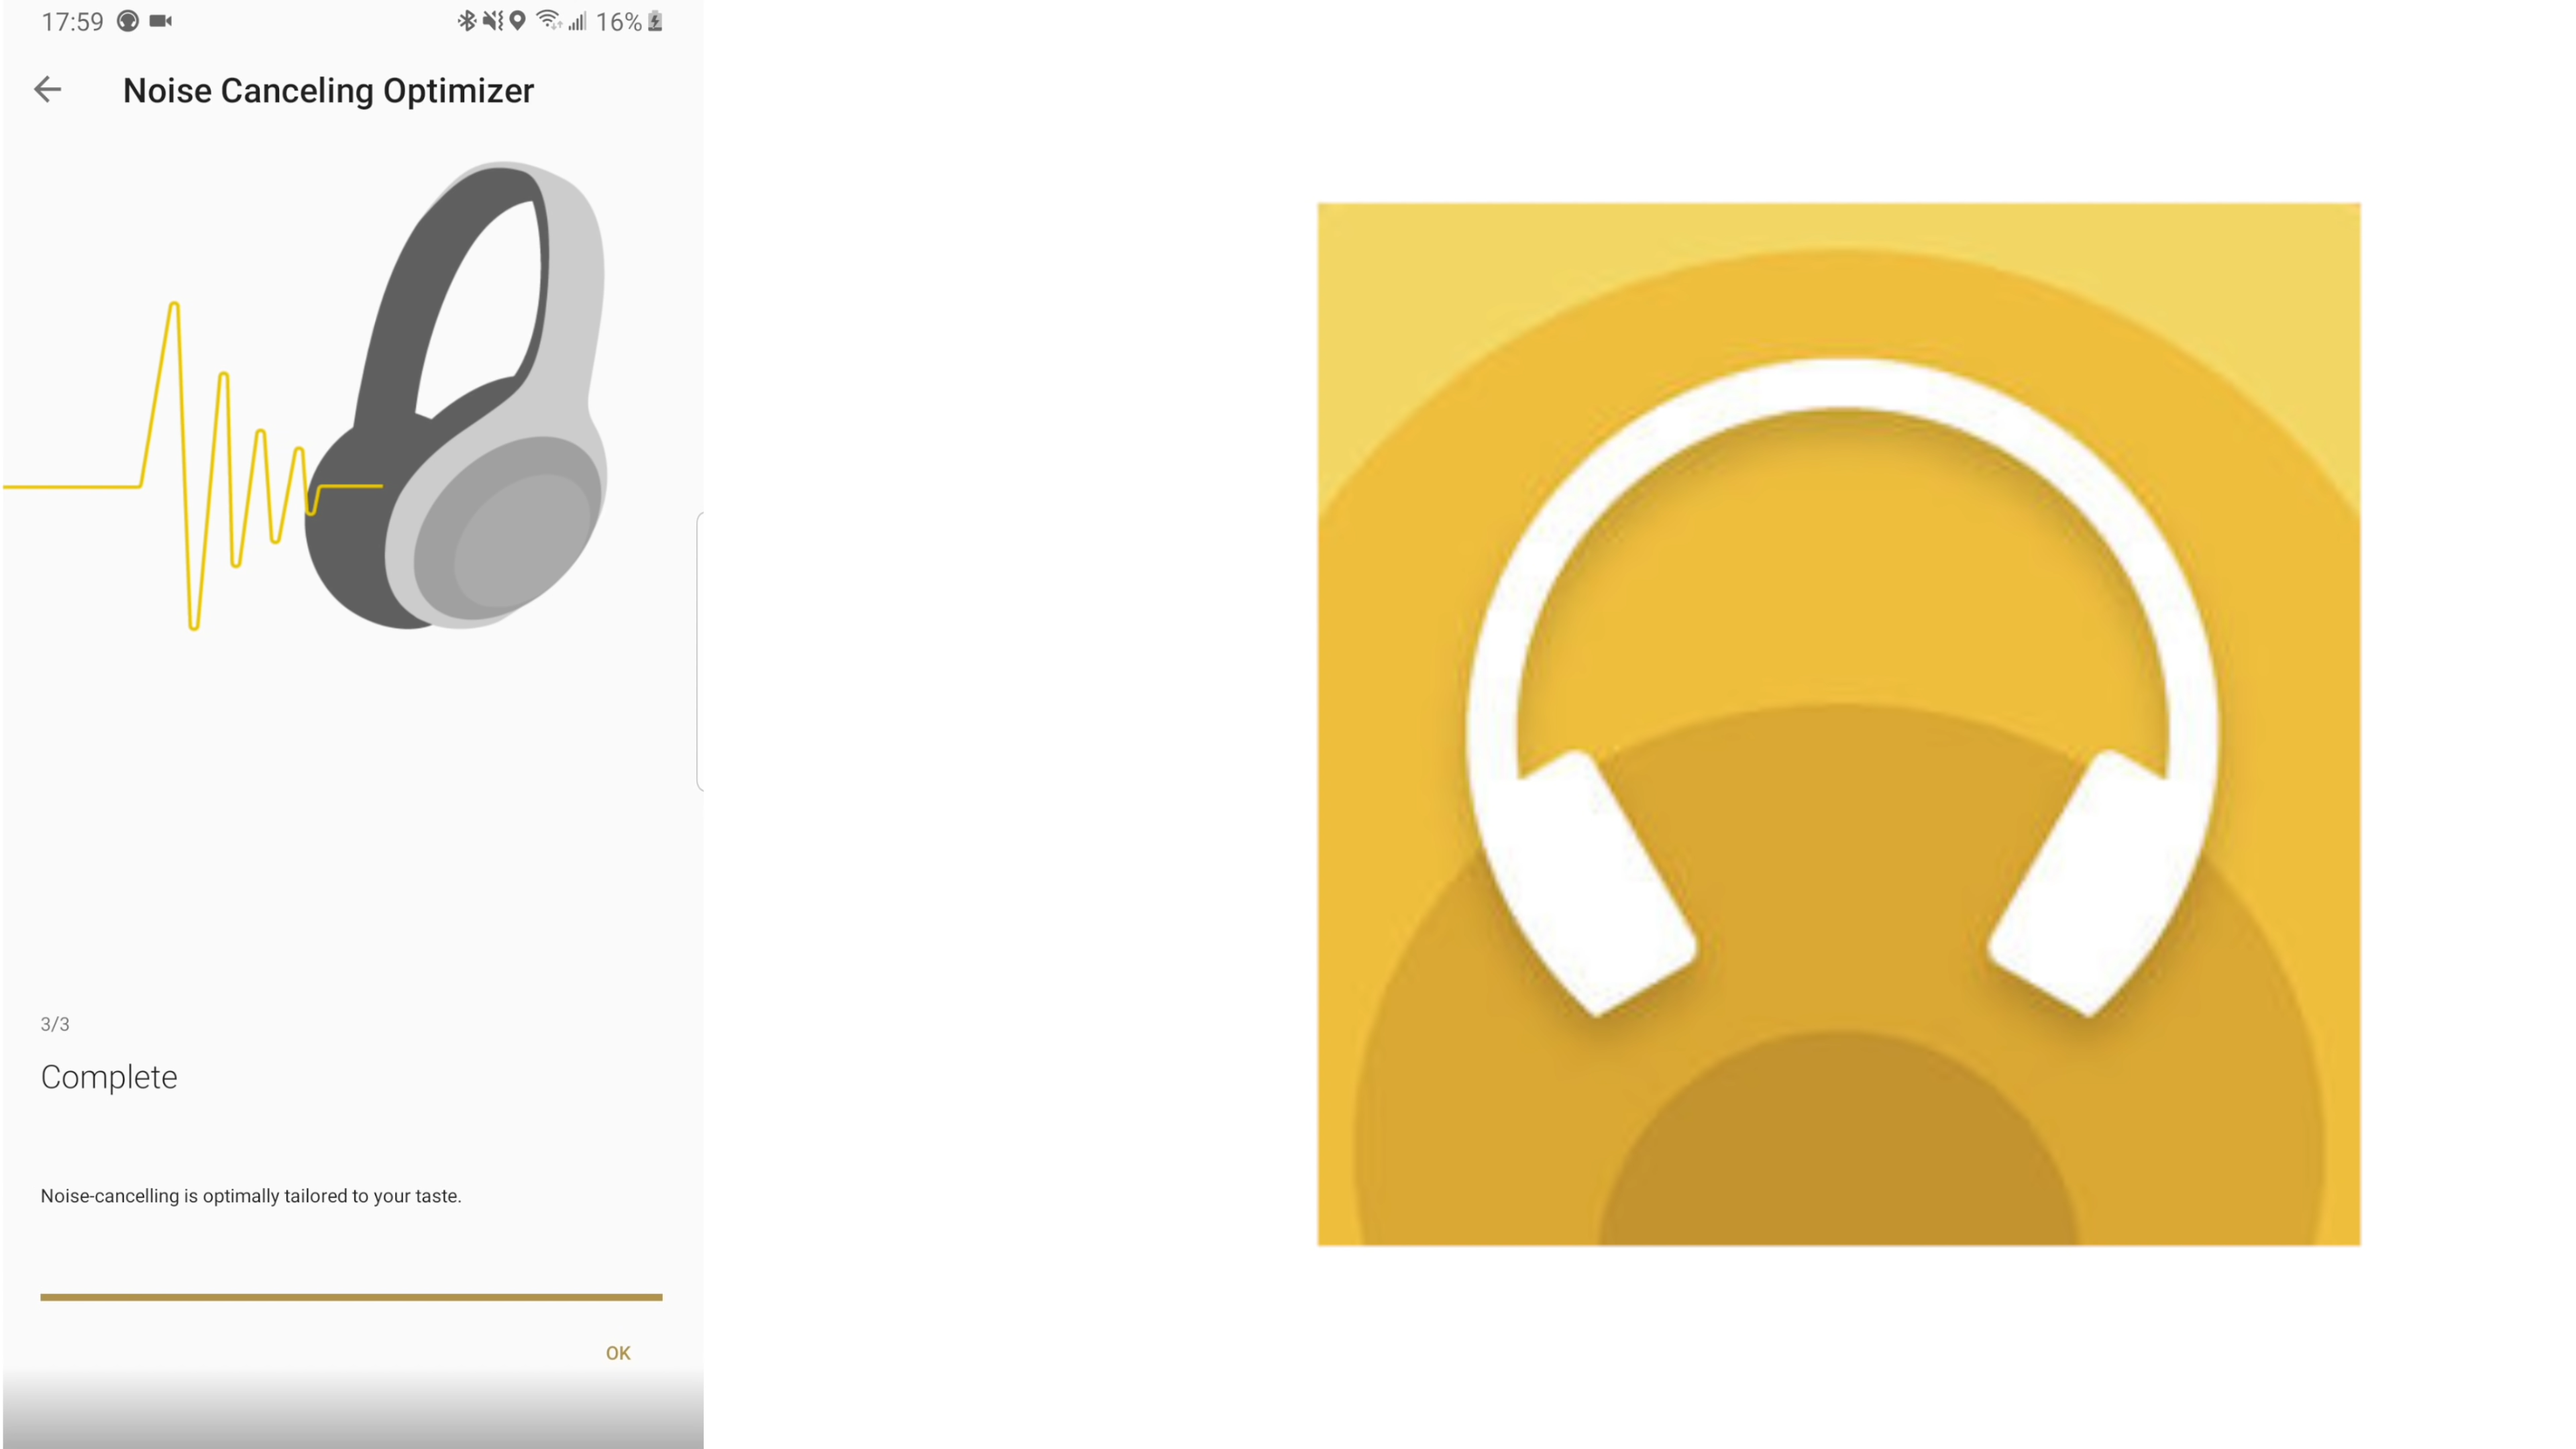 17:59 16%
Noise Canceling Optimizer
3/3
Complete
Noise-cancelling is optimally tailored to your taste.
OK